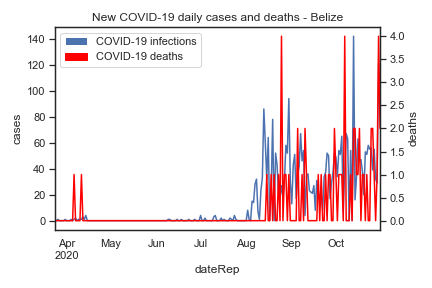 New COVID-19 daily cases and deaths - Belize
COVID-19 infections
COVID-19 deaths
140
120
100
80
60
40
20
0
cases
4.0
3.5
3.0
2.5
2.0
1.5
1.0
0.5
0.0
deaths
Apr May Jun Jul Aug Sep Oct
2020
dateRep